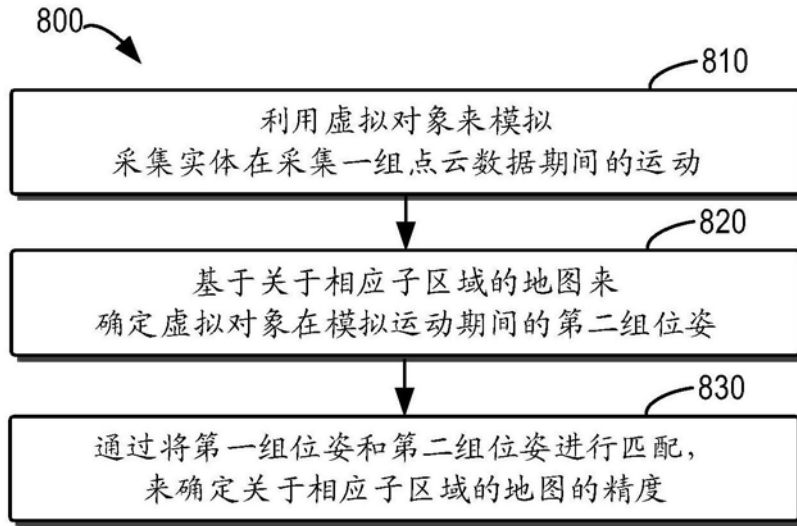 800
810
利用虚拟对象来模拟
采集实体在采集一组点云数据期间的运动
820
基于关于相应子区域的地图来
确定虚拟对象在模拟运动期间的第二组位姿
830
通过将第一组位姿和第二组位姿进行匹配，
来确定关于相应子区域的地图的精度